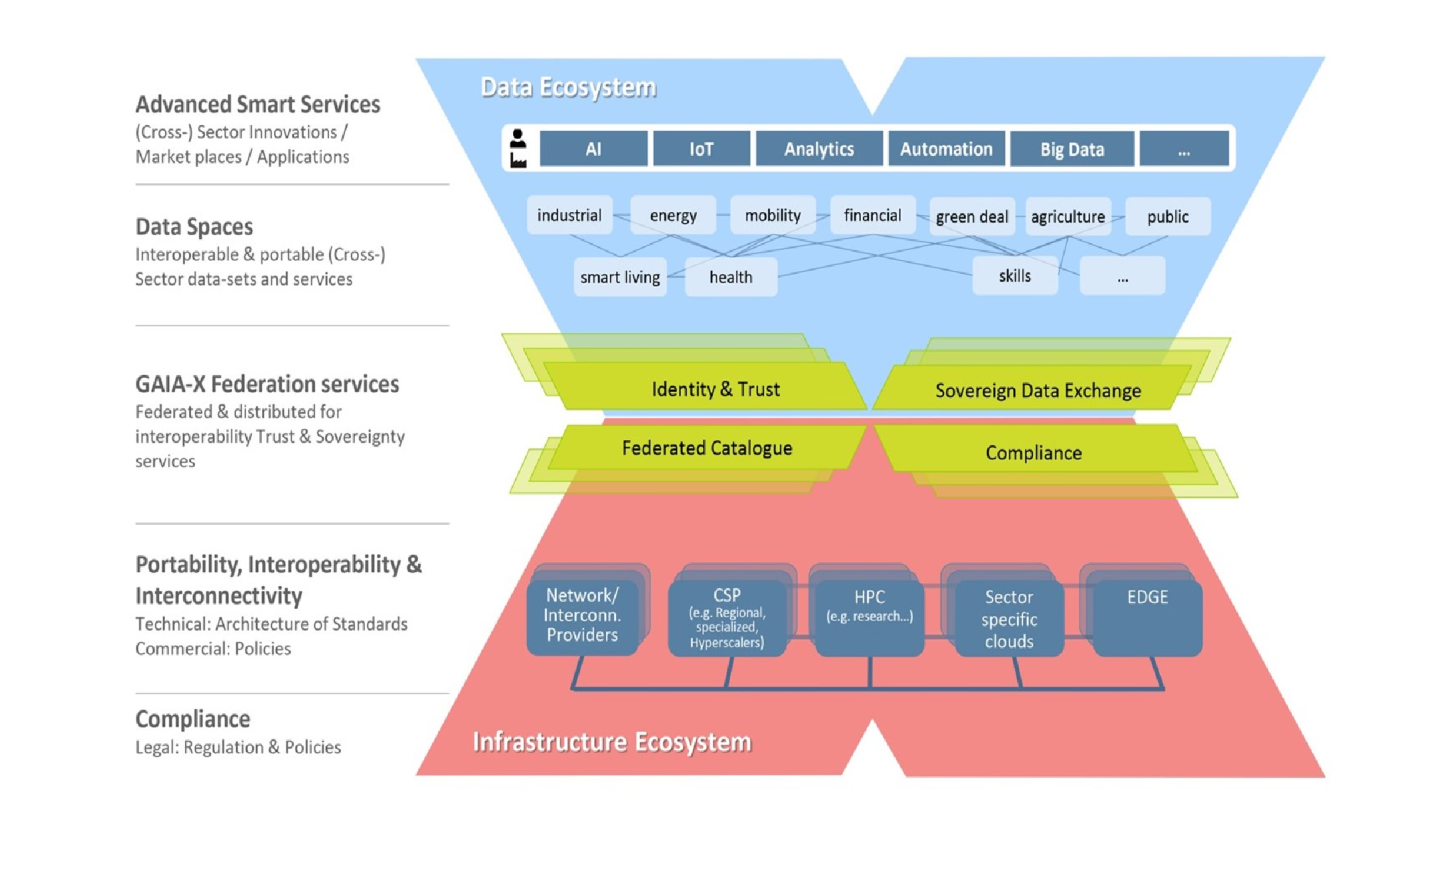 Data Ecosystem
Advanced Smart Services
(Cross-) Sector Innovations /
Market places / Applications
AI
IoT
Analytics
Automation
Big Data
...
Data Spaces
Interoperable & portable (Cross-)
Sector data-sets and services
industrial
energy
mobility
financial
green deal
agriculture
public
smart living
health
skills
...
GAIA-X Federation services
Federated & distributed for
interoperability Trust & Sovereignty
services
Identity & Trust
Sovereign Data Exchange
Federated Catalogue
Compliance
Portability, Interoperability &
Interconnectivity
Technical: Architecture of Standards
Commercial: Policies
Network/
Interconn.
Providers
CSP
(e.g. Regional,
specialized,
Hyperscalers)
HPC
(e.g. research...)
Sector
specific
clouds
EDGE
Compliance
Legal: Regulation & Policies
Infrastructure Ecosystem